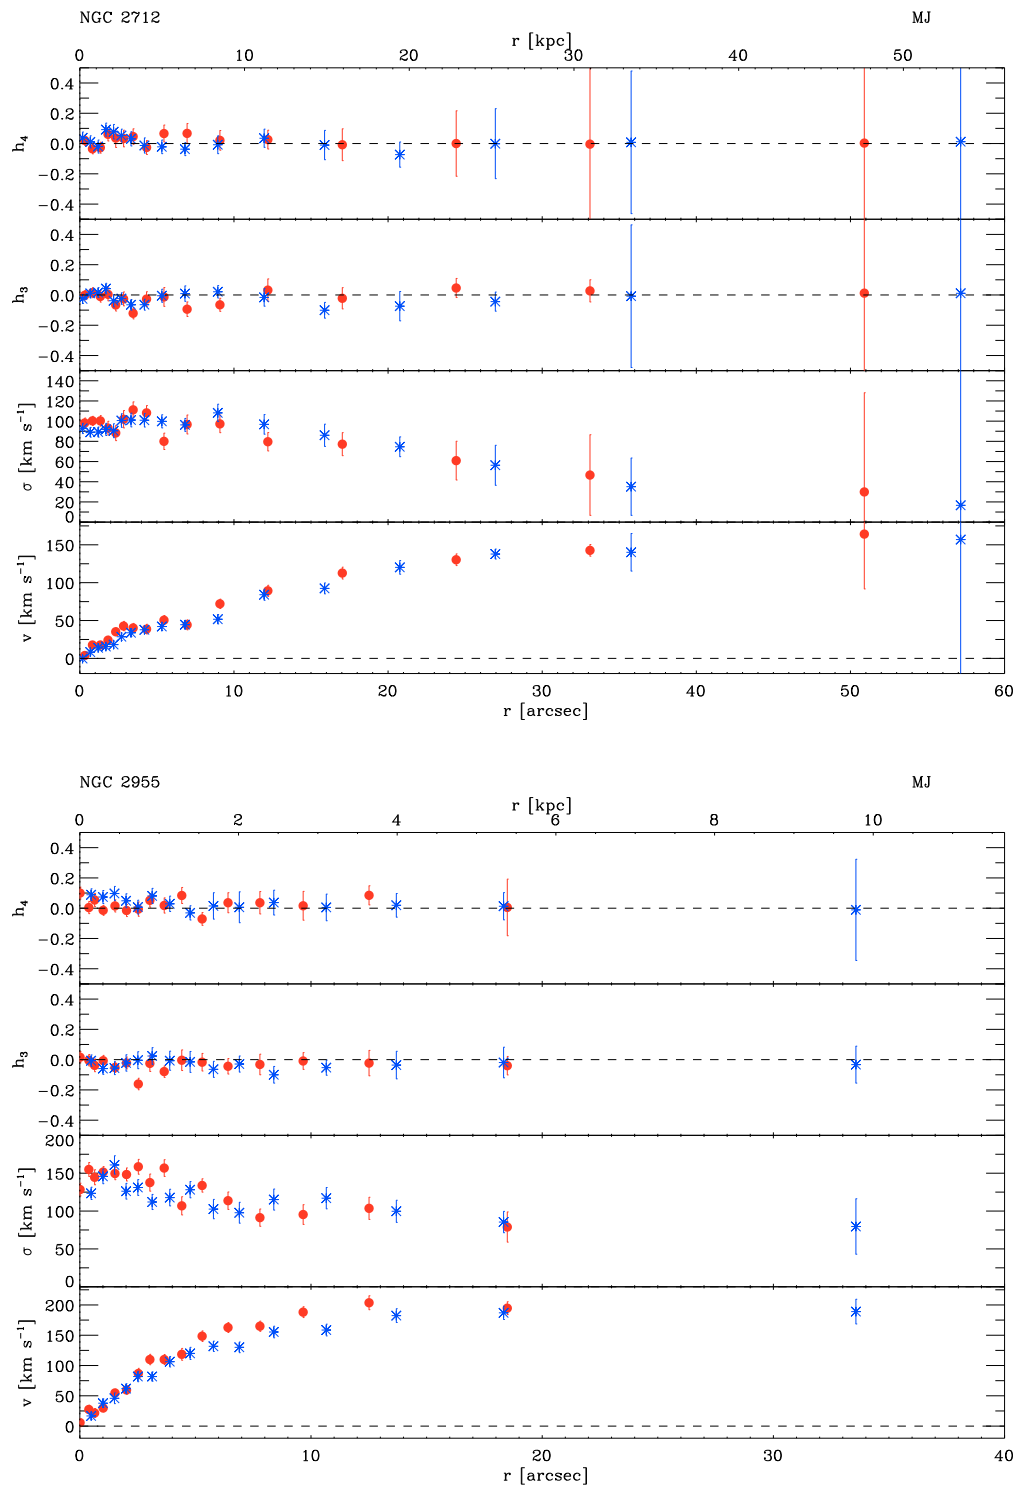 NGC 2712 MJ
r [kpc]
0 10 20 30 40 50
0.4
0.2
0.0
−0.2
−0.4
h4
0.4
0.2
0.0
−0.2
−0.4
h3
140
120
100
80
60
40
20
0
σ [km s⁻¹]
150
100
50
0
v [km s⁻¹]
0 10 20 30 40 50 60
r [arcsec]
NGC 2955 MJ
r [kpc]
0 2 4 6 8 10
0.4
0.2
0.0
−0.2
−0.4
h4
0.4
0.2
0.0
−0.2
−0.4
h3
200
150
100
50
0
σ [km s⁻¹]
200
150
100
50
0
v [km s⁻¹]
0 10 20 30 40
r [arcsec]